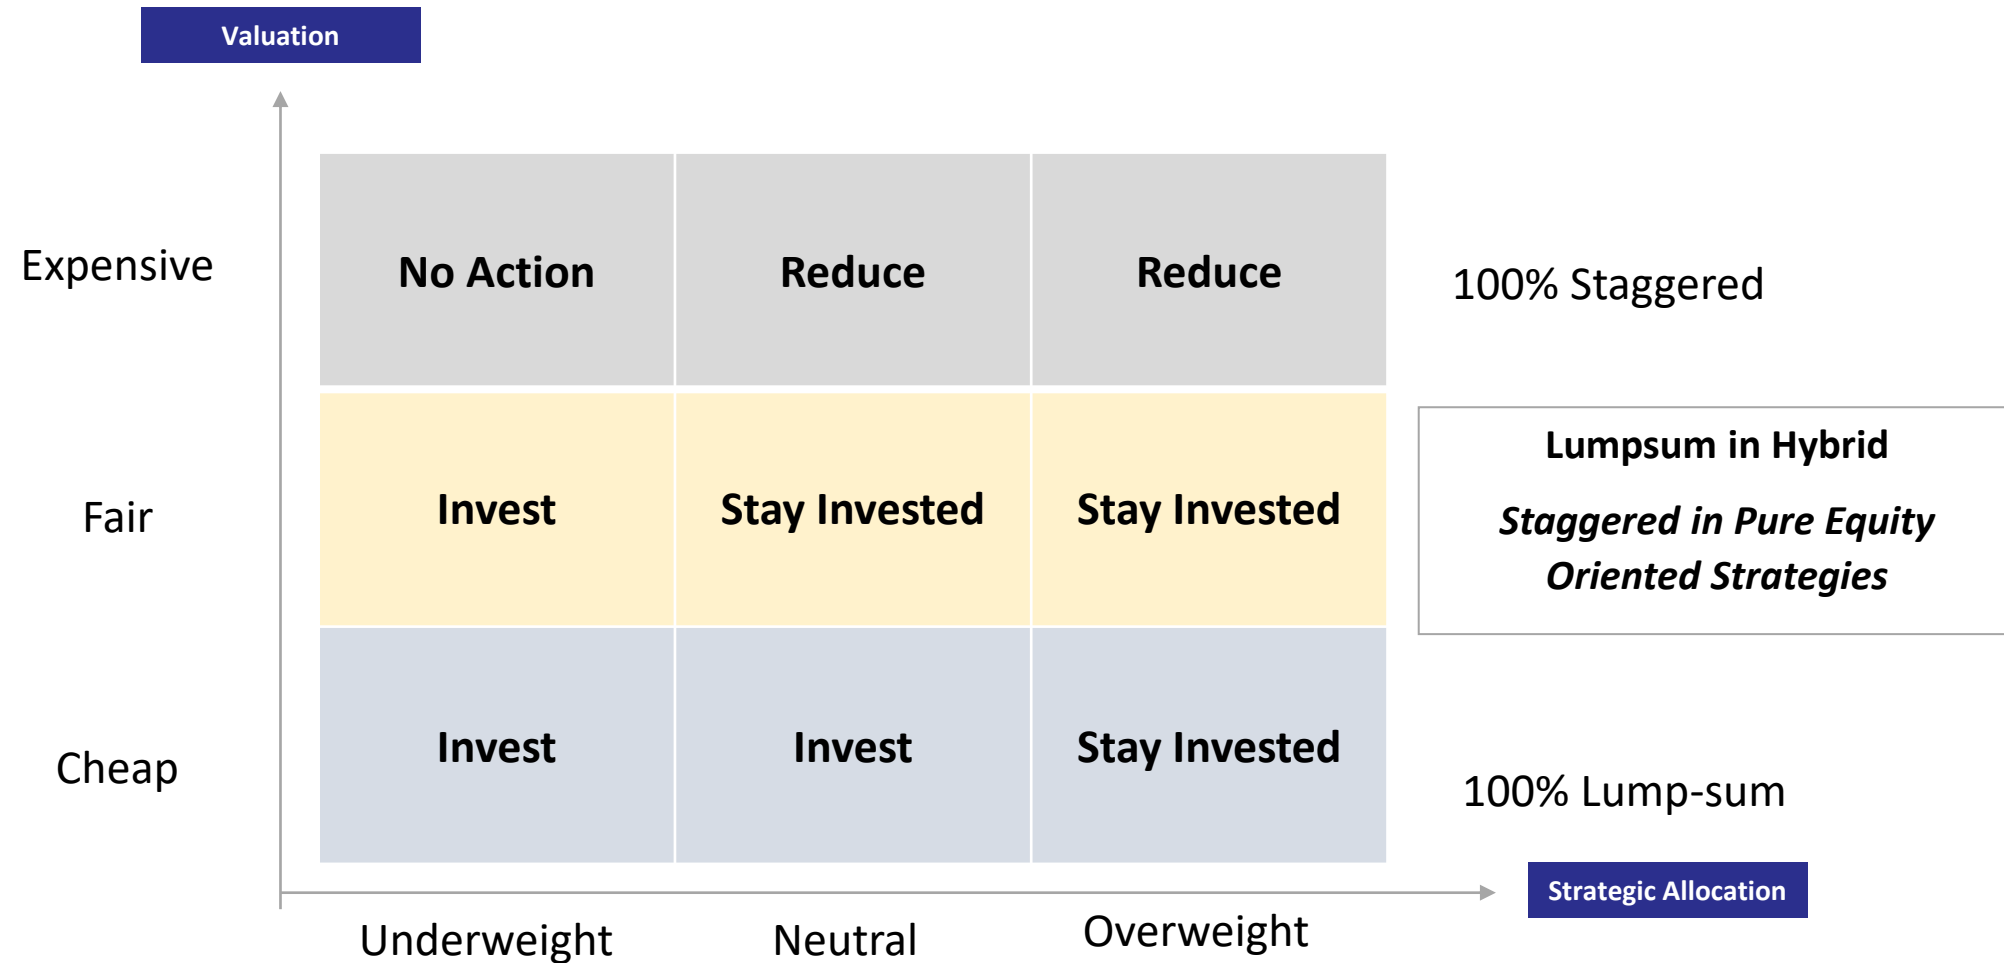 Valuation
Expensive
No Action
Reduce
Reduce
100% Staggered
Fair
Invest
Stay Invested
Stay Invested
Lumpsum in Hybrid
Staggered in Pure Equity
Oriented Strategies
Cheap
Invest
Invest
Stay Invested
100% Lump-sum
Strategic Allocation
Underweight
Neutral
Overweight